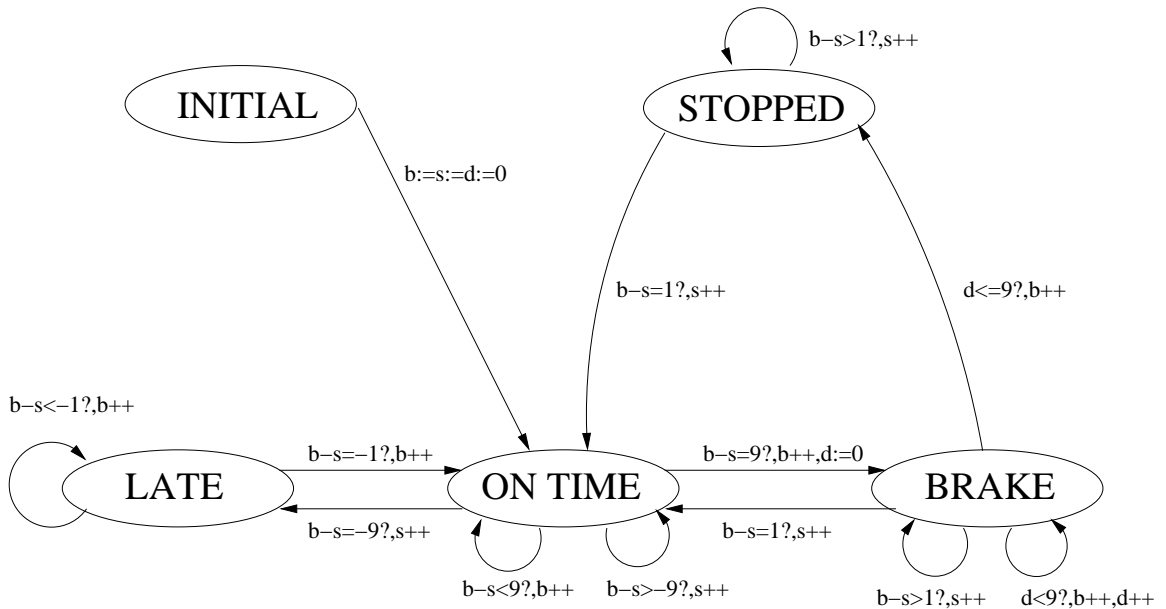 b−s>1?,s++
INITIAL
STOPPED
b:=s:=d:=0
b−s=1?,s++
d<=9?,b++
b−s<−1?,b++
b−s=−1?,b++
b−s=9?,b++,d:=0
LATE
ON TIME
BRAKE
b−s=−9?,s++
b−s=1?,s++
b−s<9?,b++
b−s>−9?,s++
b−s>1?,s++
d<9?,b++,d++